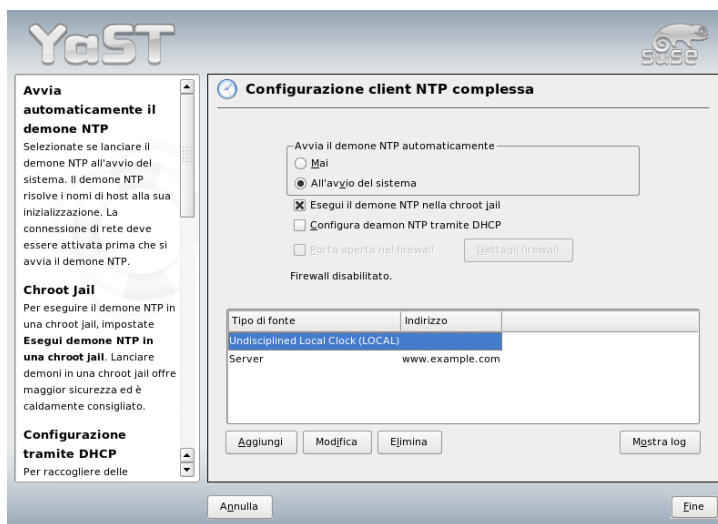 YaST
SUSE
Avvia
automaticamente il
demone NTP
Selezionate se lanciare il
demone NTP all'avvio del
sistema. Il demone NTP
risolve i nomi di host alla sua
inizializzazione. La
connessione di rete deve
essere attivata prima che si
avvia il demone NTP.
Chroot Jail
Per eseguire il demone NTP in
una chroot jail, impostate
Esegui demone NTP in
una chroot jail. Lanciare
demoni in una chroot jail offre
maggior sicurezza ed è
caldamente consigliato.
Configurazione
tramite DHCP
Per raccogliere delle
Configurazione client NTP complessa
Avvia il demone NTP automaticamente
Mai
All'avvio del sistema
Esegui il demone NTP nella chroot jail
Configura deamon NTP tramite DHCP
Porta aperta nel firewall
Dettagli firewall
Firewall disabilitato.
Tipo di fonte Indirizzo
Undisciplined Local Clock (LOCAL)
Server www.example.com
Aggiungi Modifica Elimina Mostra log
Annulla Fine